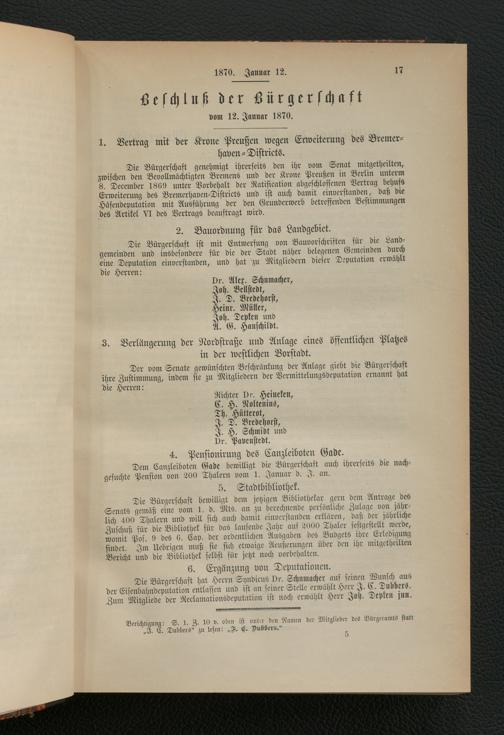 1870. Januar 12.
17
Beschluß der Bürgerschaft
vom 12. Januar 1870.
1. Vertrag mit der Krone Preußen wegen Erweiterung des Bremer-
haven-Districts.
Die Bürgerschaft genehmigt ihrerseits den ihr vom Senat mitgetheilten,
zwischen den Bevollmächtigten Bremens und der Krone Preußen in Berlin unterm
8. December 1869 unter Vorbehalt der Ratification abgeschlossenen Vertrag behufs
Erweiterung des Bremerhaven-Districts und ist auch damit einverstanden, daß die
Häfendeputation mit Ausführung der den Grunderwerb betreffenden Bestimmungen
des Artikel VI des Vertrags beauftragt wird.
2. Bauordnung für das Landgebiet.
Die Bürgerschaft ist mit Entwerfung von Bauvorschriften für die Land-
gemeinden und insbesondere für die der Stadt näher belegenen Gemeinden durch
eine Deputation einverstanden, und hat zu Mitgliedern dieser Deputation erwählt
die Herren:
Dr. Alex. Schumacher,
Joh. Bellstedt,
J. D. Bredehorst,
Heinr. Müller,
Joh. Depken und
A. G. Hauschildt.
3. Verlängerung der Nordstraße und Anlage eines öffentlichen Platzes
in der westlichen Vorstadt.
Der vom Senate gewünschten Beschränkung der Anlage giebt die Bürgerschaft
ihre Zustimmung, indem sie zu Mitgliedern der Vermittelungsdeputation ernannt hat
die Herren:
Richter Dr. Heineken,
C. H. Noltenius,
Th. Hütterot,
J. D. Bredehorst,
J. H. Schmidt und
Dr. Pavenstedt.
4. Pensionirung des Canzleiboten Gade.
Dem Canzleiboten Gade bewilligt die Bürgerschaft auch ihrerseits die nach-
gesuchte Pension von 200 Thalern vom 1. Januar d. J. an.
5. Stadtbibliothek.
Die Bürgerschaft bewilligt dem jetzigen Bibliothekar gern dem Antrage des
Senats gemäß eine vom 1. d. Mts. an zu berechnende persönliche Zulage von jähr-
lich 400 Thalern und will sich auch damit einverstanden erklären, daß der jährliche
Zuschuß für die Bibliothek für das laufende Jahr auf 2000 Thaler festgestellt werde,
womit Pos. 9 des 6. Cap. der ordentlichen Ausgaben des Budgets ihre Erledigung
findet. Im Uebrigen muß sie sich etwaige Aeußerungen über den ihr mitgetheilten
Bericht und die Bibliothek selbst für jetzt noch vorbehalten.
6. Ergänzung von Deputationen.
Die Bürgerschaft hat Herrn Syndicus Dr. Schumacher auf seinen Wunsch aus
der Eisenbahndeputation entlassen und ist an seiner Stelle erwählt Herr J. C. Dubbers.
Zum Mitgliede der Reclamationsdeputation ist noch erwählt Herr Joh. Depken jun.
Berichtigung: S. 1. Z. 10 v. oben ist unter den Namen der Mitglieder des Bürgeramts statt
„J. C. Dubbers" zu lesen: „F. C. Dubbers."
5